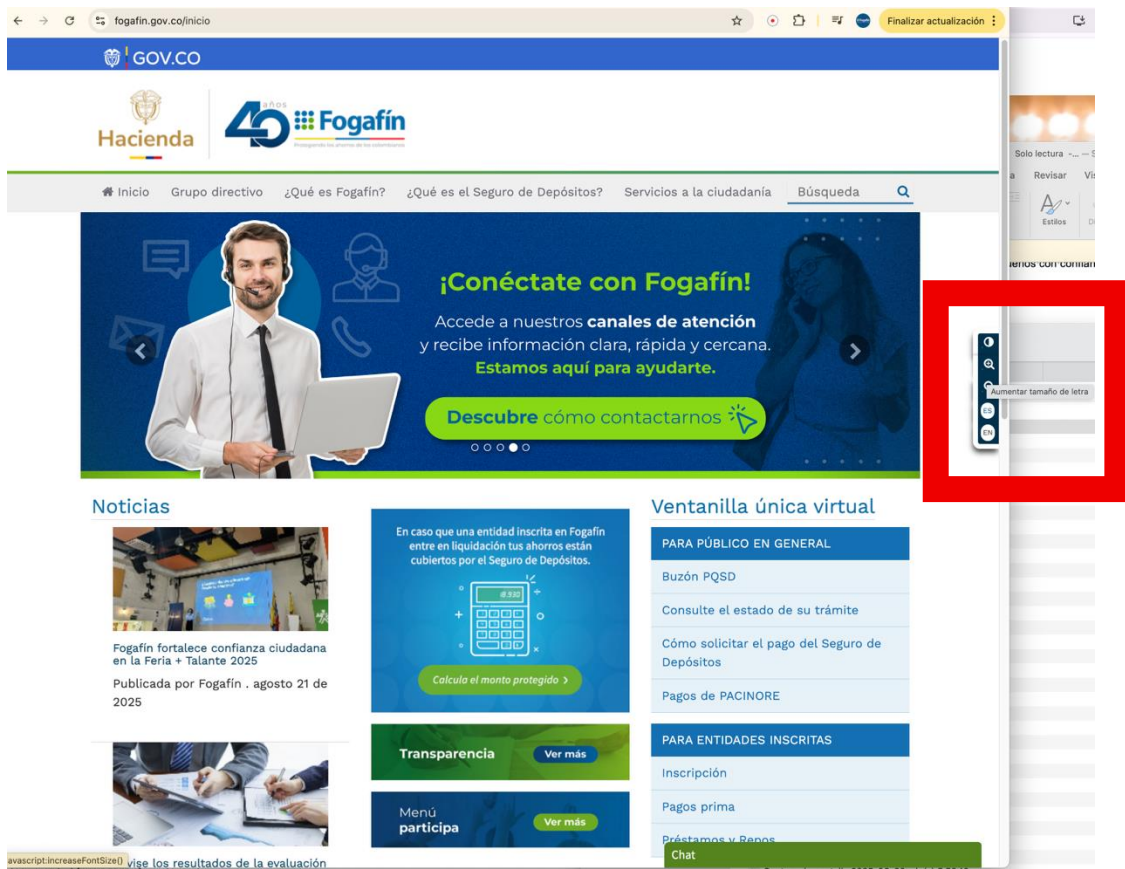 fogafin.gov.co/inicio
Finalizar actualización
GOV.CO
Hacienda
40 años
Fogafín
Protegiendo los ahorros de los colombianos
Solo lectura -... — S
a Revisar Vis
Estilos
Inicio Grupo directivo ¿Qué es Fogafín? ¿Qué es el Seguro de Depósitos? Servicios a la ciudadanía Búsqueda
¡Conéctate con Fogafín!
Accede a nuestros canales de atención
y recibe información clara, rápida y cercana.
Estamos aquí para ayudarte.
Descubre cómo contactarnos
Aumentar tamaño de letra
ES
EN
Noticias
Fogafín fortalece confianza ciudadana
en la Feria + Talante 2025
Publicada por Fogafín . agosto 21 de
2025
vise los resultados de la evaluación
avascript:increaseFontSize()
En caso que una entidad inscrita en Fogafín
entre en liquidación tus ahorros están
cubiertos por el Seguro de Depósitos.
Calcula el monto protegido >
Transparencia Ver más
Menú
participa Ver más
Ventanilla única virtual
PARA PÚBLICO EN GENERAL
Buzón PQSD
Consulte el estado de su trámite
Cómo solicitar el pago del Seguro de
Depósitos
Pagos de PACINORE
PARA ENTIDADES INSCRITAS
Inscripción
Pagos prima
Préstamos y Repos
Chat